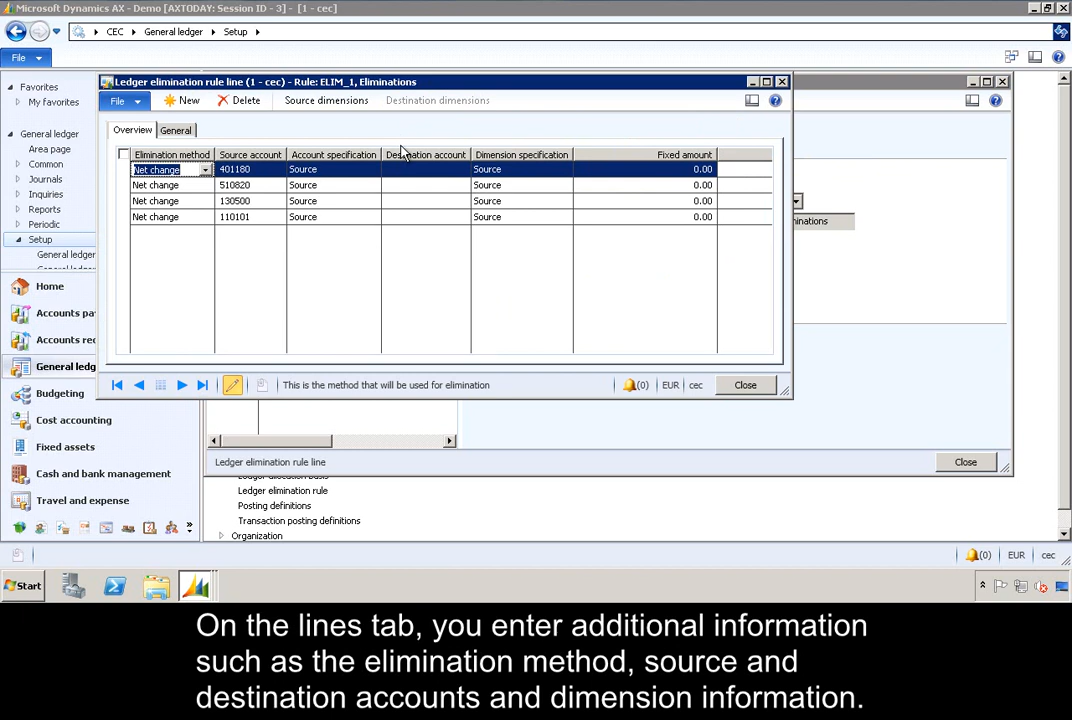 Microsoft Dynamics AX - Demo [AXTODAY: Session ID - 3] - [1 - cec]
CEC General ledger Setup
File
Favorites
My favorites
General ledger
Area page
Common
Journals
Inquiries
Reports
Periodic
Setup
General ledger
Home
Accounts pa
Accounts rec
General ledg
Budgeting
Cost accounting
Fixed assets
Cash and bank management
Travel and expense
Ledger elimination rule line (1 - cec) - Rule: ELIM_1, Eliminations
File New Delete Source dimensions Destination dimensions
Overview General
Elimination method Source account Account specification Destination account Dimension specification Fixed amount
Net change 401180 Source Source 0.00
Net change 510820 Source Source 0.00
Net change 130500 Source Source 0.00
Net change 110101 Source Source 0.00
minations
This is the method that will be used for elimination (0) EUR cec Close
Ledger elimination rule line Close
Ledger elimination rule
Posting definitions
Transaction posting definitions
Organization
(0) EUR cec
Start
On the lines tab, you enter additional information
such as the elimination method, source and
destination accounts and dimension information.